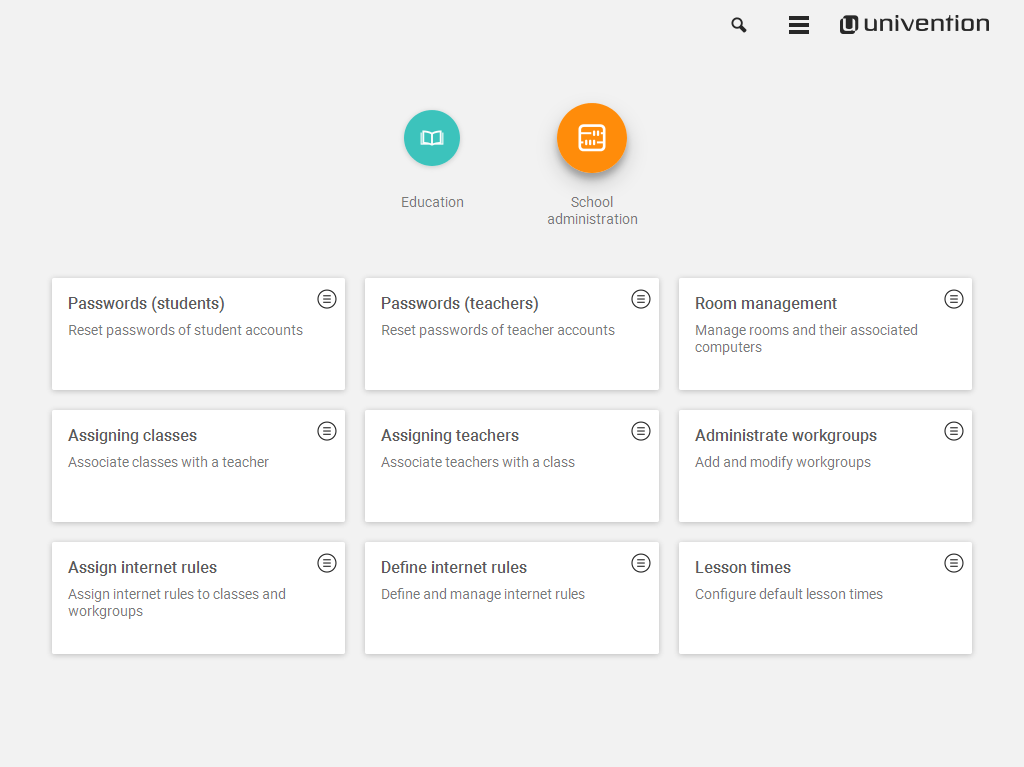 univention
Education
School
administration
Passwords (students)
Reset passwords of student accounts
Passwords (teachers)
Reset passwords of teacher accounts
Room management
Manage rooms and their associated
computers
Assigning classes
Associate classes with a teacher
Assigning teachers
Associate teachers with a class
Administrate workgroups
Add and modify workgroups
Assign internet rules
Assign internet rules to classes and
workgroups
Define internet rules
Define and manage internet rules
Lesson times
Configure default lesson times